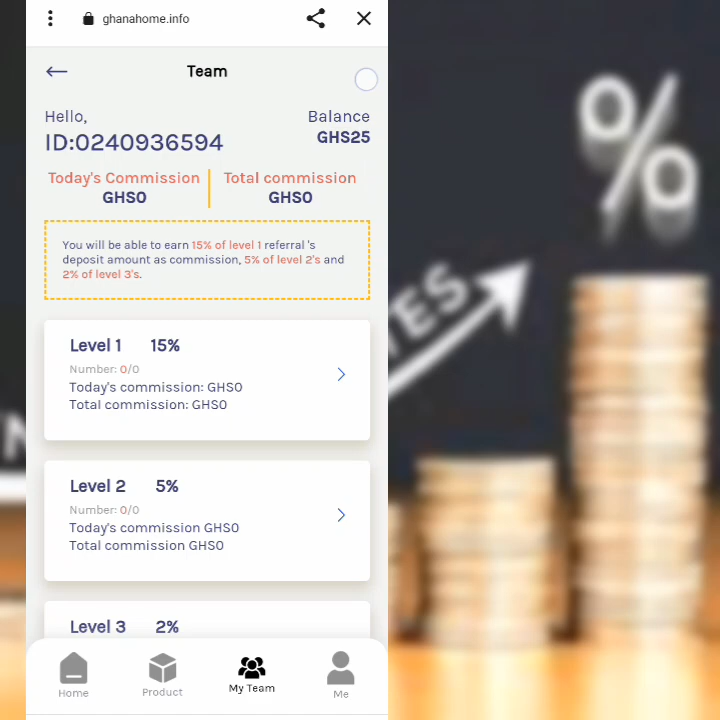 ghanahome.info
Team
Hello,
Balance
ID:0240936594
GHS25
Today's Commission
Total commission
GHS0
GHS0
You will be able to earn 15% of level 1 referral 's
deposit amount as commission, 5% of level 2's and
2% of level 3's.
Level 1 15%
Number: 0/0
Today's commission: GHS0
Total commission: GHS0
Level 2 5%
Number: 0/0
Today's commission GHS0
Total commission GHS0
Level 3 2%
Home
Product
My Team
Me
%